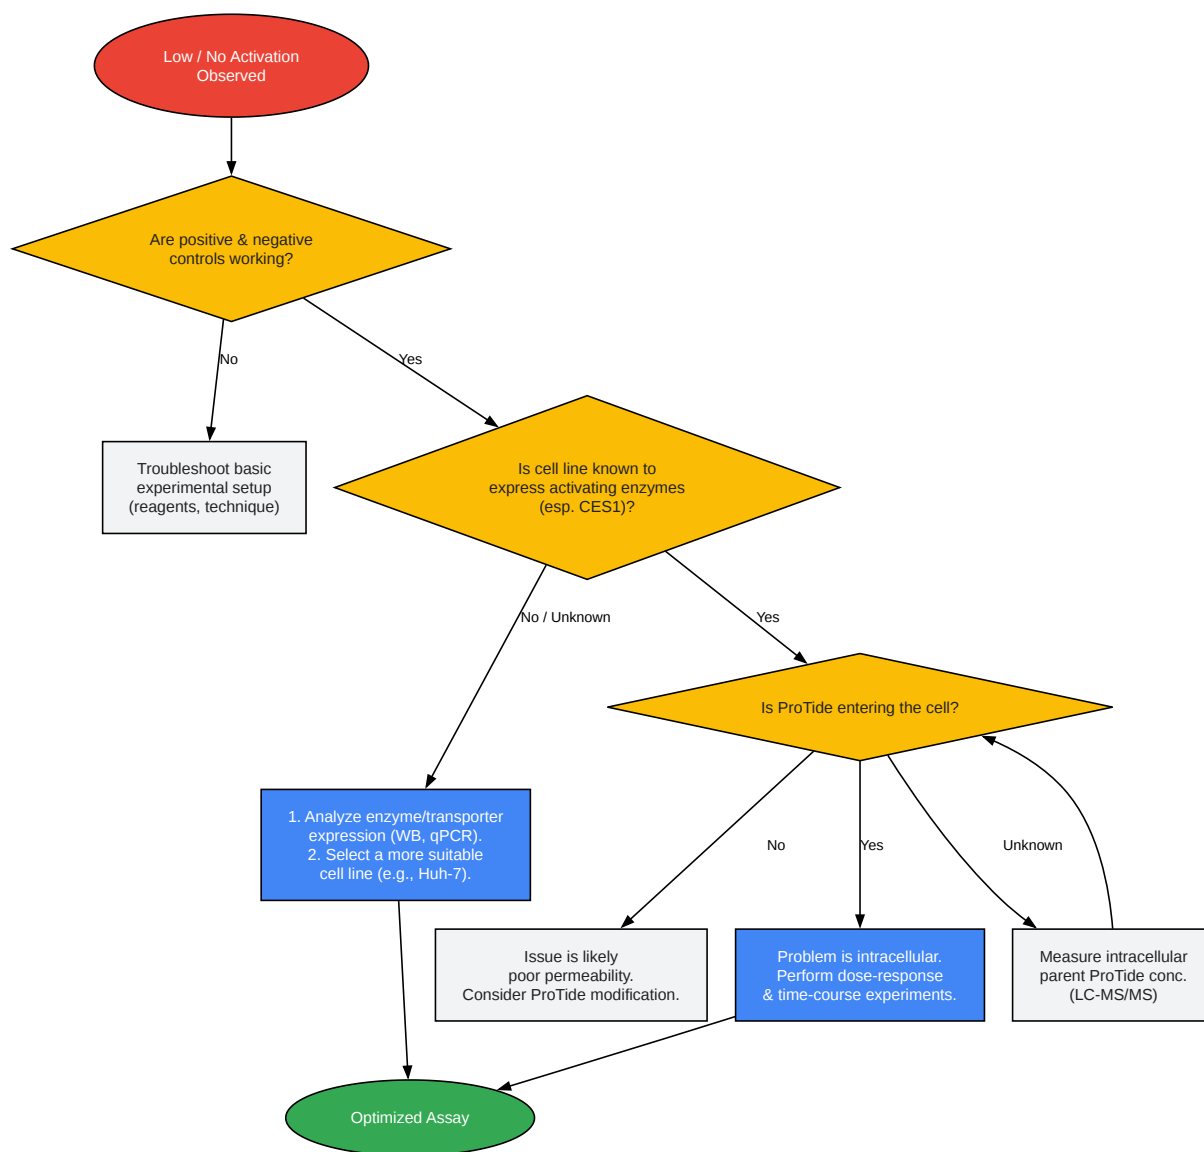 Low / No Activation
Observed
Are positive & negative
controls working?
No
Yes
Troubleshoot basic
experimental setup
(reagents, technique)
Is cell line known to
express activating enzymes
(esp. CES1)?
No / Unknown
Yes
Is ProTide entering the cell?
1. Analyze enzyme/transporter
expression (WB, qPCR).
2. Select a more suitable
cell line (e.g., Huh-7).
No
Yes
Unknown
Issue is likely
poor permeability.
Consider ProTide modification.
Problem is intracellular.
Perform dose-response
& time-course experiments.
Measure intracellular
parent ProTide conc.
(LC-MS/MS)
Optimized Assay